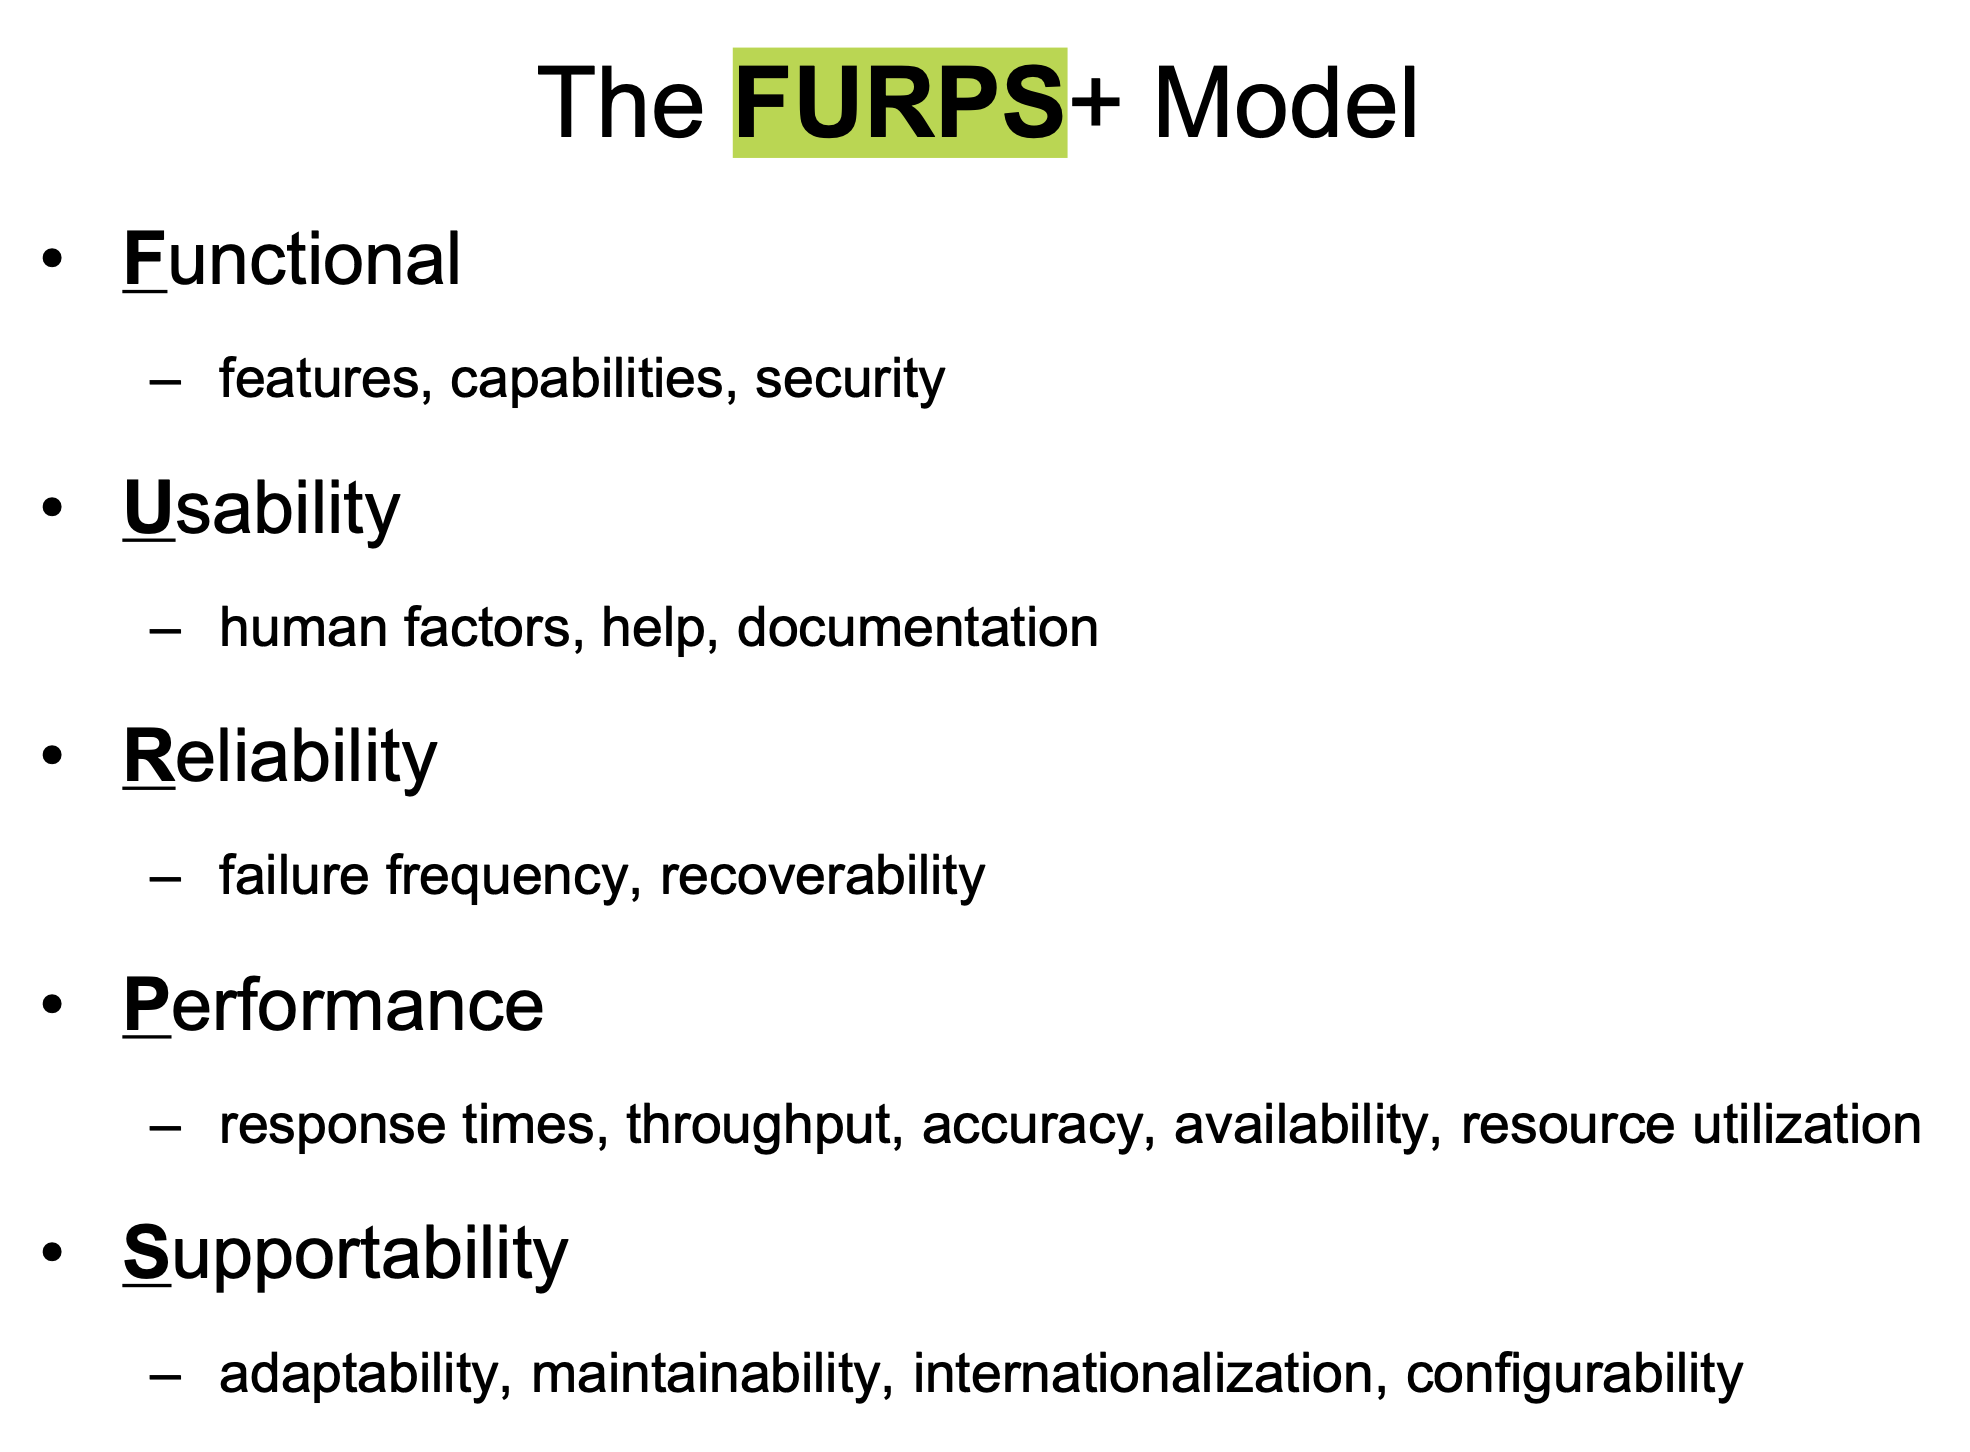 The FURPS+ Model
• Functional
– features, capabilities, security
• Usability
– human factors, help, documentation
• Reliability
– failure frequency, recoverability
• Performance
– response times, throughput, accuracy, availability, resource utilization
• Supportability
– adaptability, maintainability, internationalization, configurability